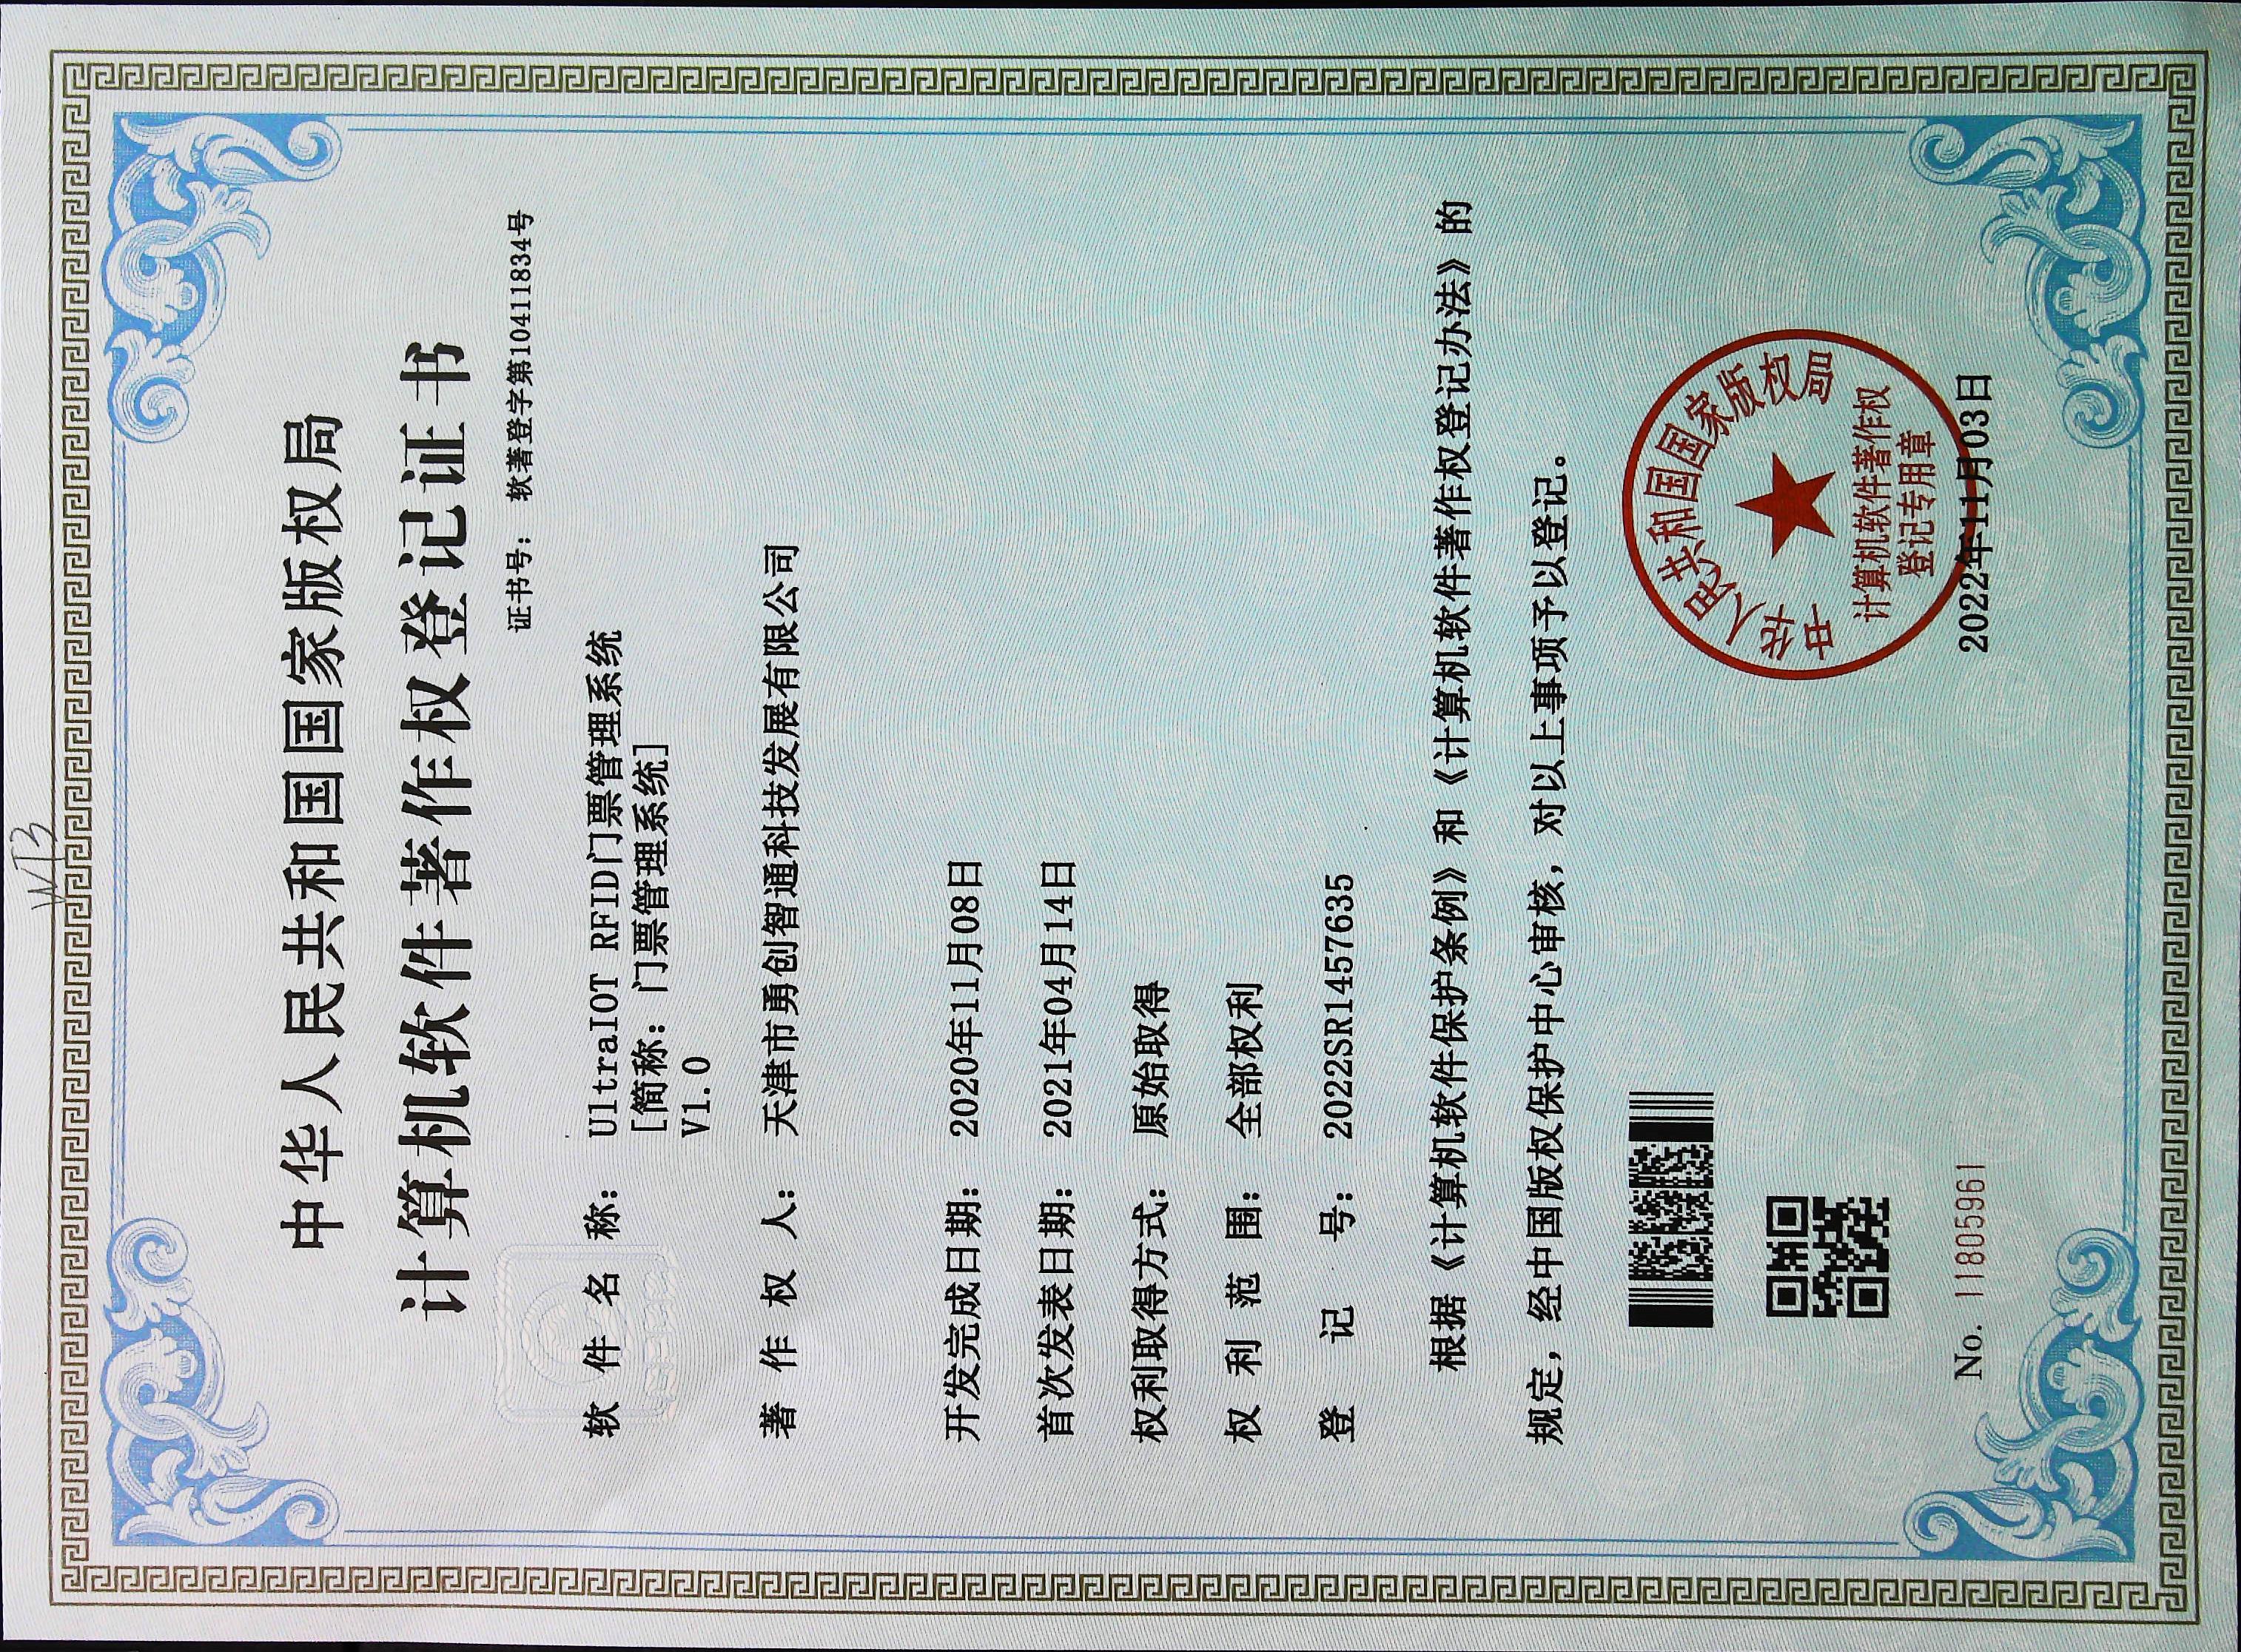 WTB
中华人民共和国国家版权局
计算机软件著作权登记证书
证书号： 软著登字第10411834号
软件名称： UltraIOT RFID门票管理系统
[简称：门票管理系统]
V1.0
著作权人： 天津市勇创智通科技发展有限公司
开发完成日期： 2020年11月08日
首次发表日期： 2021年04月14日
权利取得方式： 原始取得
权利范围： 全部权利
登记号： 2022SR1457635
根据《计算机软件保护条例》和《计算机软件著作权登记办法》的
规定，经中国版权保护中心审核，对以上事项予以登记。
中华人民共和国国家版权局
计算机软件著作权
登记专用章
No. 11805961
2022年11月03日